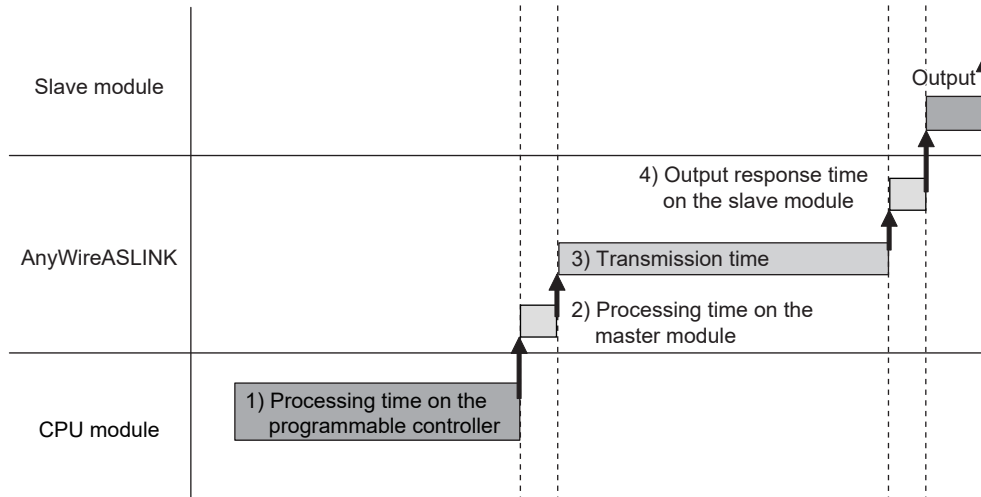 Slave module
Output
4) Output response time
on the slave module
AnyWireASLINK
3) Transmission time
2) Processing time on the
master module
1) Processing time on the
programmable controller
CPU module